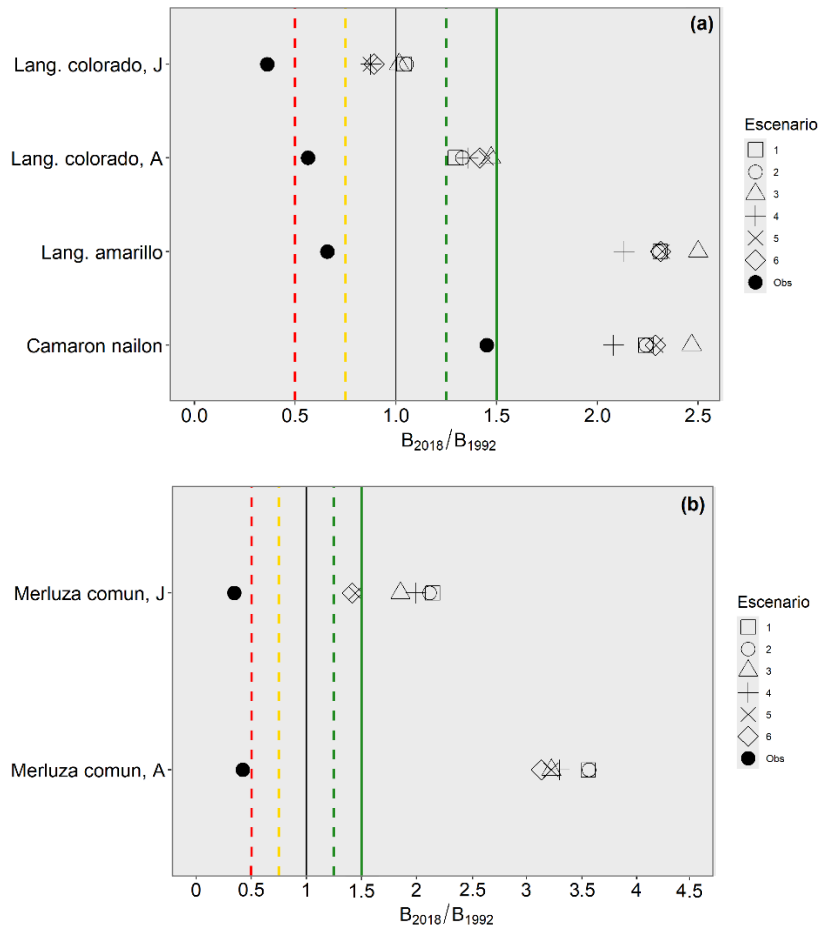 (a)
Lang. colorado, J
Lang. colorado, A
Lang. amarillo
Camaron nailon
0.0 0.5 1.0 1.5 2.0 2.5
B2018/B1992
Escenario
1
2
3
4
5
6
Obs
(b)
Merluza comun, J
Merluza comun, A
0 0.5 1 1.5 2 2.5 3 3.5 4 4.5
B2018/B1992
Escenario
1
2
3
4
5
6
Obs